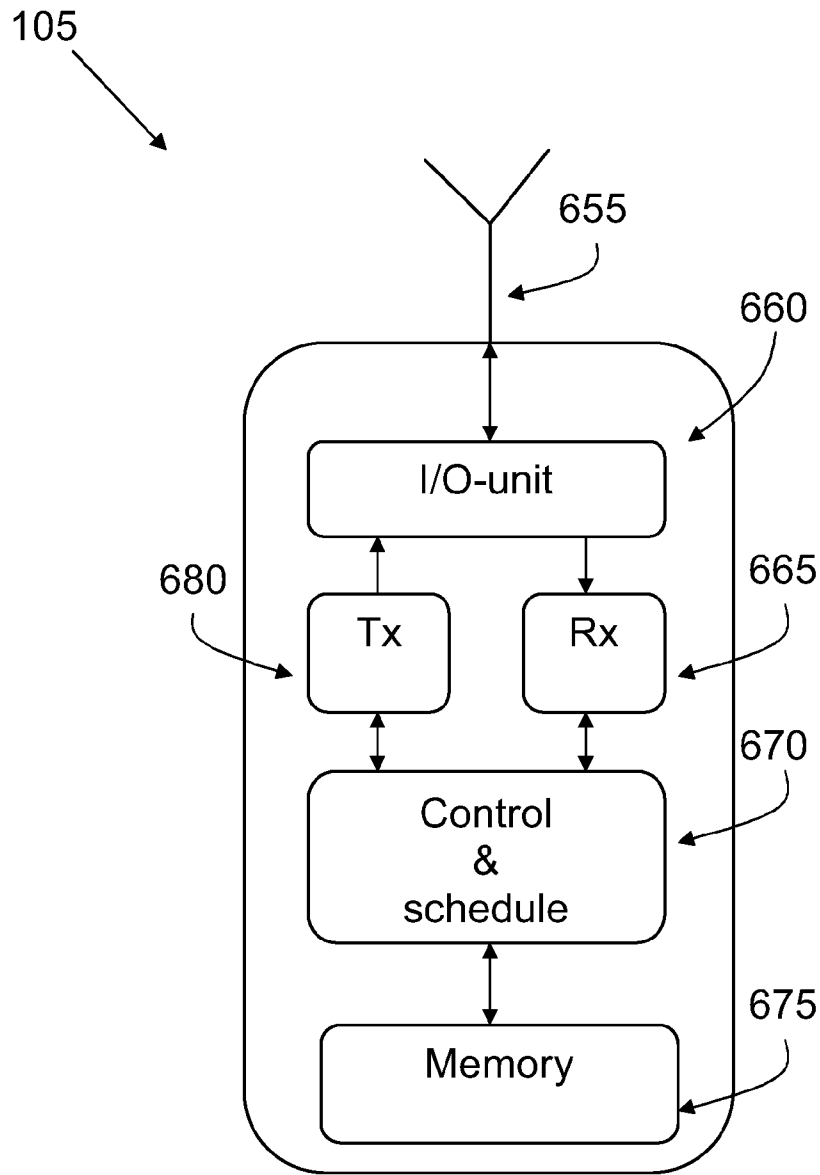 105
655
660
I/O-unit
680
Tx
Rx
665
670
Control
&
schedule
675
Memory